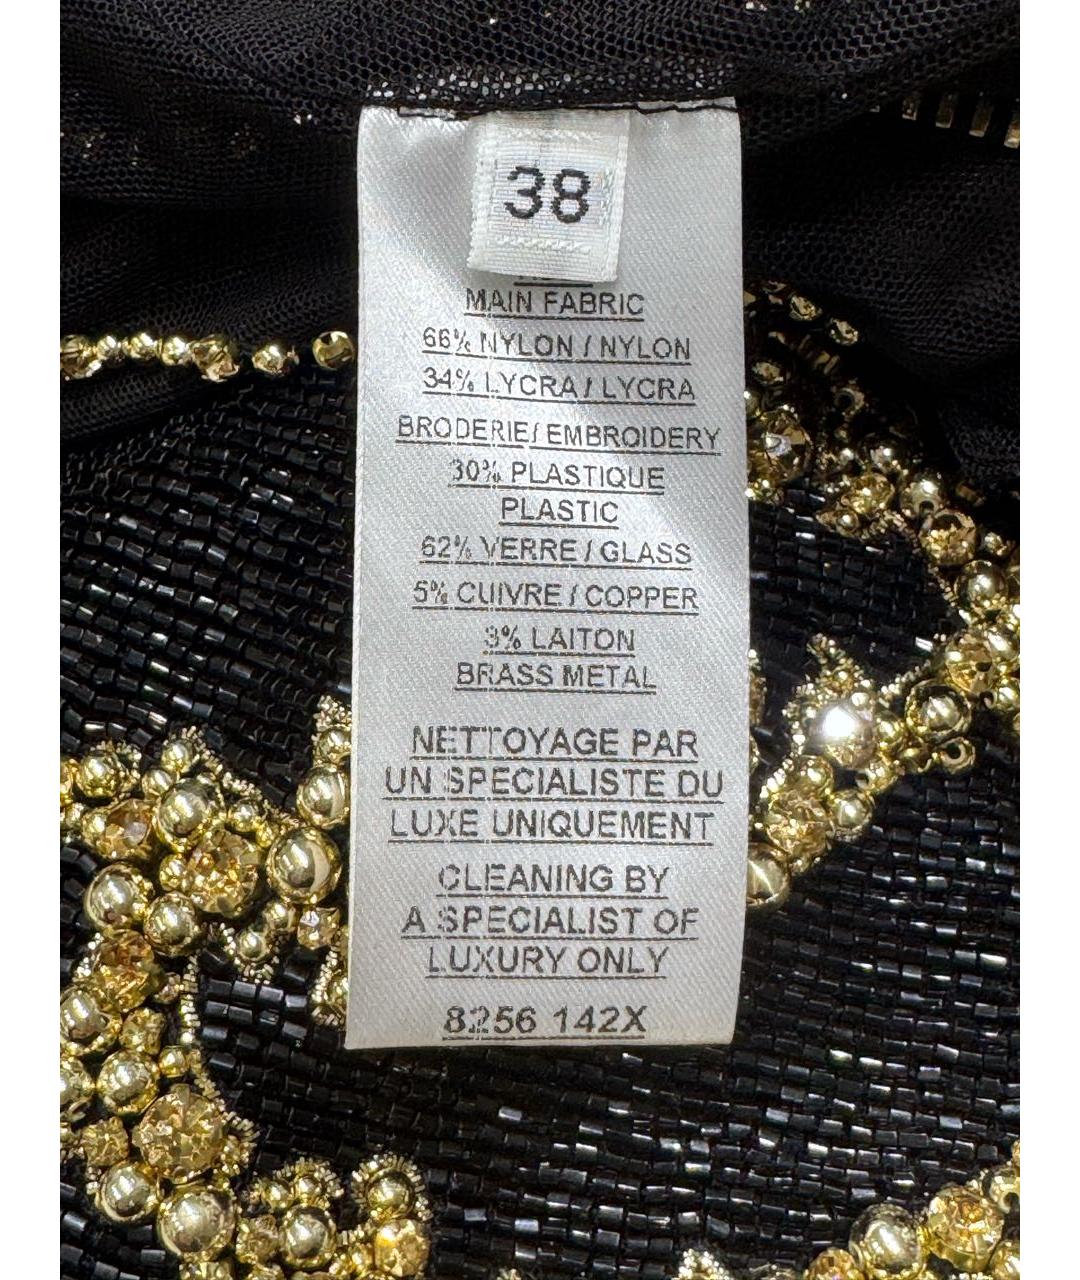 38
MAIN FABRIC
66% NYLON / NYLON
34% LYCRA / LYCRA
BRODERIE/ EMBROIDERY
30% PLASTIQUE
PLASTIC
62% VERRE / GLASS
5% CUIVRE / COPPER
3% LAITON
BRASS METAL
NETTOYAGE PAR
UN SPECIALISTE DU
LUXE UNIQUEMENT
CLEANING BY
A SPECIALIST OF
LUXURY ONLY
8256 142X